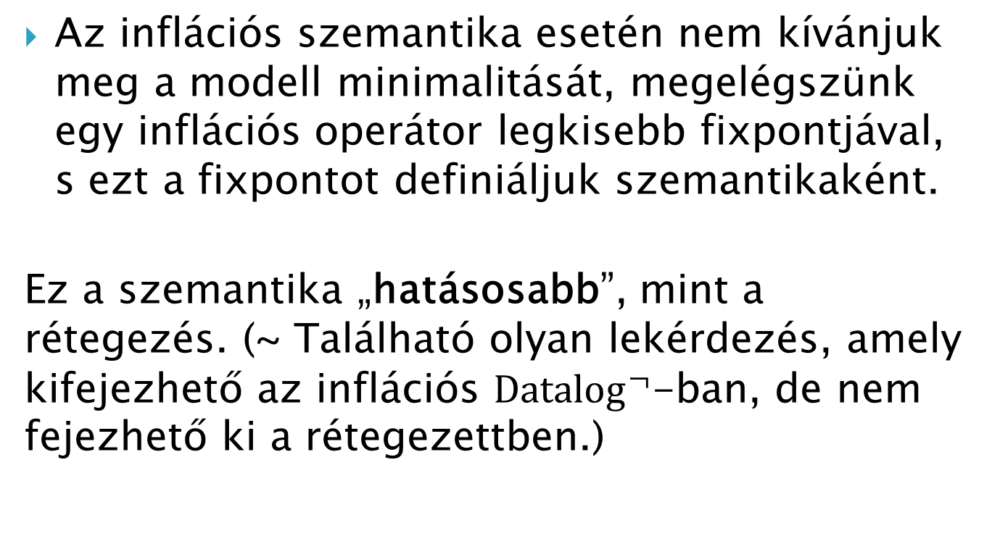 Az inflációs szemantika esetén nem kívánjuk
meg a modell minimalitását, megelégszünk
egy inflációs operátor legkisebb fixpontjával,
s ezt a fixpontot definiáljuk szemantikaként.
Ez a szemantika „hatásosabb”, mint a
rétegezés. (~ Található olyan lekérdezés, amely
kifejezhető az inflációs Datalog¬-ban, de nem
fejezhető ki a rétegezettben.)